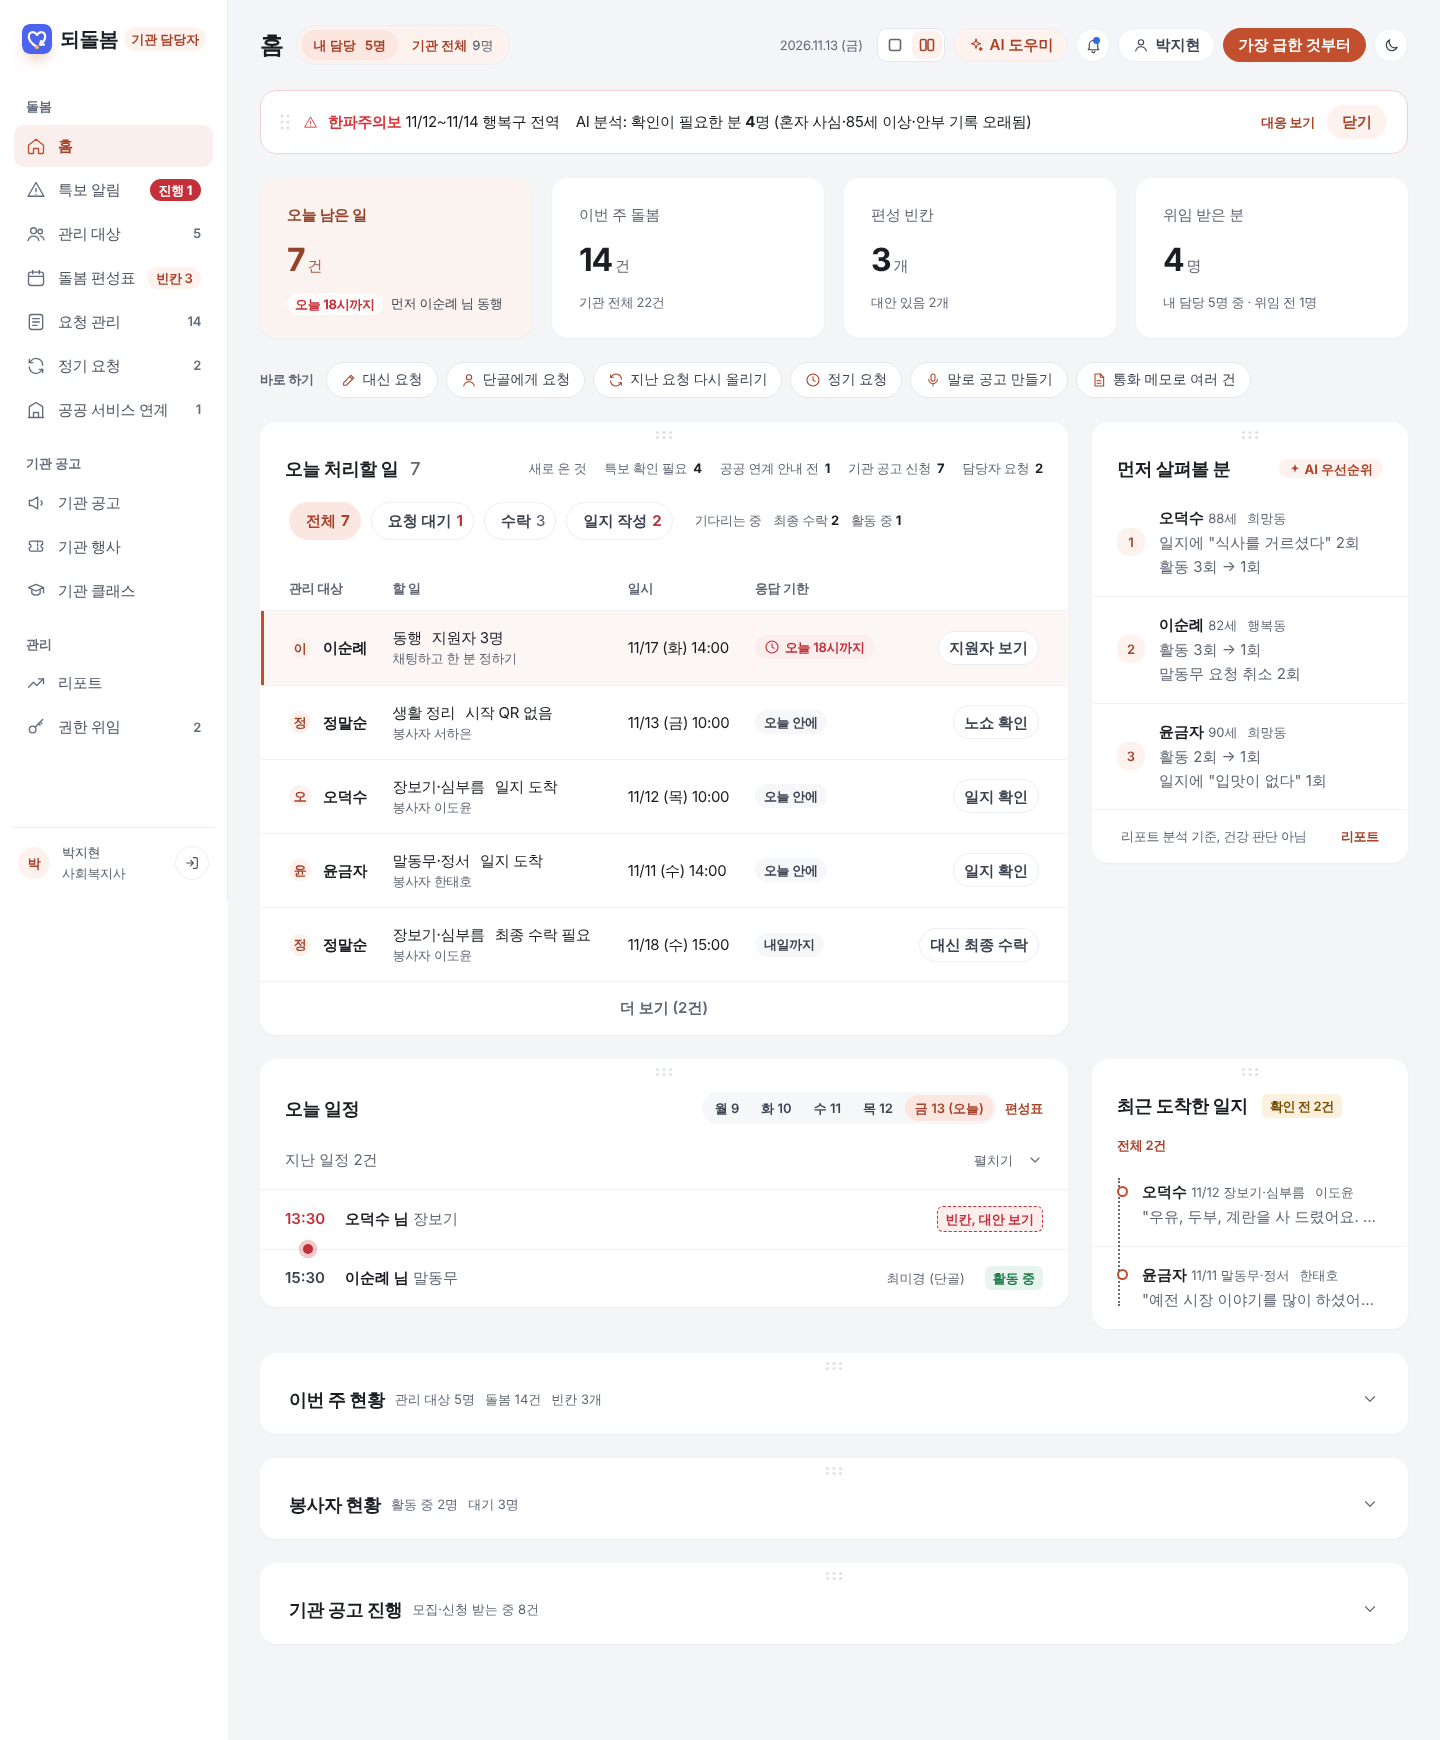 되돌봄 기관 담당자
돌봄
홈
특보 알림 진행 1
관리 대상 5
돌봄 편성표 빈칸 3
요청 관리 14
정기 요청 2
공공 서비스 연계 1
기관 공고
기관 공고
기관 행사
기관 클래스
관리
리포트
권한 위임 2
박 박지현
사회복지사
홈 내 담당 5명 기관 전체 9명 2026.11.13 (금) AI 도우미 박지현 가장 급한 것부터
한파주의보 11/12~11/14 행복구 전역 AI 분석: 확인이 필요한 분 4명 (혼자 사심·85세 이상·안부 기록 오래됨) 대응 보기 닫기
오늘 남은 일
7건
오늘 18시까지 먼저 이순례 님 동행
이번 주 돌봄
14건
기관 전체 22건
편성 빈칸
3개
대안 있음 2개
위임 받은 분
4명
내 담당 5명 중 · 위임 전 1명
바로 하기 대신 요청 단골에게 요청 지난 요청 다시 올리기 정기 요청 말로 공고 만들기 통화 메모로 여러 건
오늘 처리할 일 7 새로 온 것 특보 확인 필요 4 공공 연계 안내 전 1 기관 공고 신청 7 담당자 요청 2
전체 7 요청 대기 1 수락 3 일지 작성 2 기다리는 중 최종 수락 2 활동 중 1
관리 대상 할 일 일시 응답 기한
이 이순례 동행 지원자 3명 11/17 (화) 14:00 오늘 18시까지 지원자 보기
채팅하고 한 분 정하기
정 정말순 생활 정리 시작 QR 없음 11/13 (금) 10:00 오늘 안에 노쇼 확인
봉사자 서하은
오 오덕수 장보기·심부름 일지 도착 11/12 (목) 10:00 오늘 안에 일지 확인
봉사자 이도윤
윤 윤금자 말동무·정서 일지 도착 11/11 (수) 14:00 오늘 안에 일지 확인
봉사자 한태호
정 정말순 장보기·심부름 최종 수락 필요 11/18 (수) 15:00 내일까지 대신 최종 수락
봉사자 이도윤
더 보기 (2건)
먼저 살펴볼 분 AI 우선순위
1 오덕수 88세 희망동
일지에 "식사를 거르셨다" 2회
활동 3회 → 1회
2 이순례 82세 행복동
활동 3회 → 1회
말동무 요청 취소 2회
3 윤금자 90세 희망동
활동 2회 → 1회
일지에 "입맛이 없다" 1회
리포트 분석 기준, 건강 판단 아님 리포트
오늘 일정 월 9 화 10 수 11 목 12 금 13 (오늘) 편성표
지난 일정 2건 펼치기
13:30 오덕수 님 장보기 빈칸, 대안 보기
15:30 이순례 님 말동무 최미경 (단골) 활동 중
최근 도착한 일지 확인 전 2건
전체 2건
오덕수 11/12 장보기·심부름 이도윤
"우유, 두부, 계란을 사 드렸어요. ...
윤금자 11/11 말동무·정서 한태호
"예전 시장 이야기를 많이 하셨어...
이번 주 현황 관리 대상 5명 돌봄 14건 빈칸 3개
봉사자 현황 활동 중 2명 대기 3명
기관 공고 진행 모집·신청 받는 중 8건